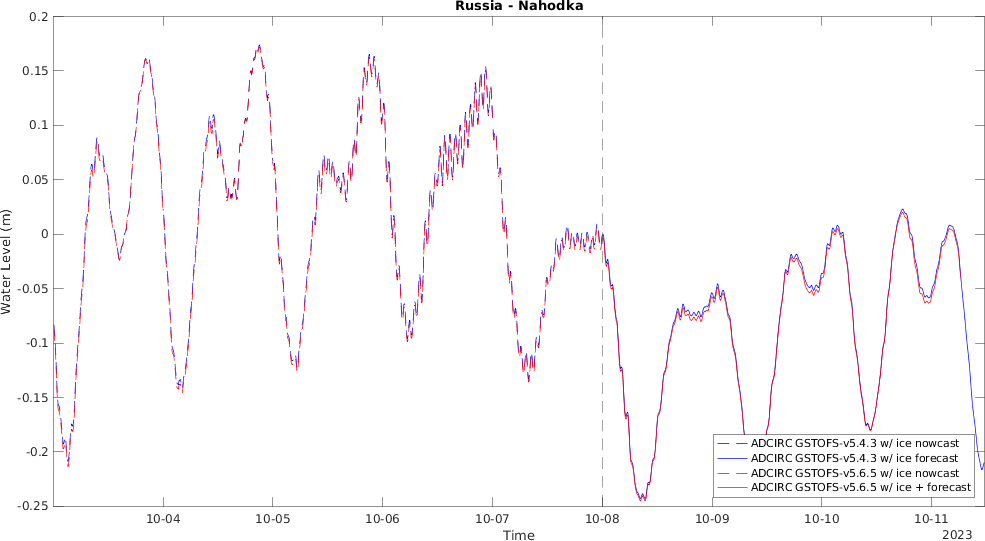 Russia - Nahodka
0.2
0.15
0.1
0.05
0
-0.05
-0.1
-0.15
-0.2
-0.25
Water Level (m)
10-04
10-05
10-06
10-07
10-08
10-09
10-10
10-11
Time
2023
ADCIRC GSTOFS-v5.4.3 w/ ice nowcast
ADCIRC GSTOFS-v5.4.3 w/ ice forecast
ADCIRC GSTOFS-v5.6.5 w/ ice nowcast
ADCIRC GSTOFS-v5.6.5 w/ ice + forecast